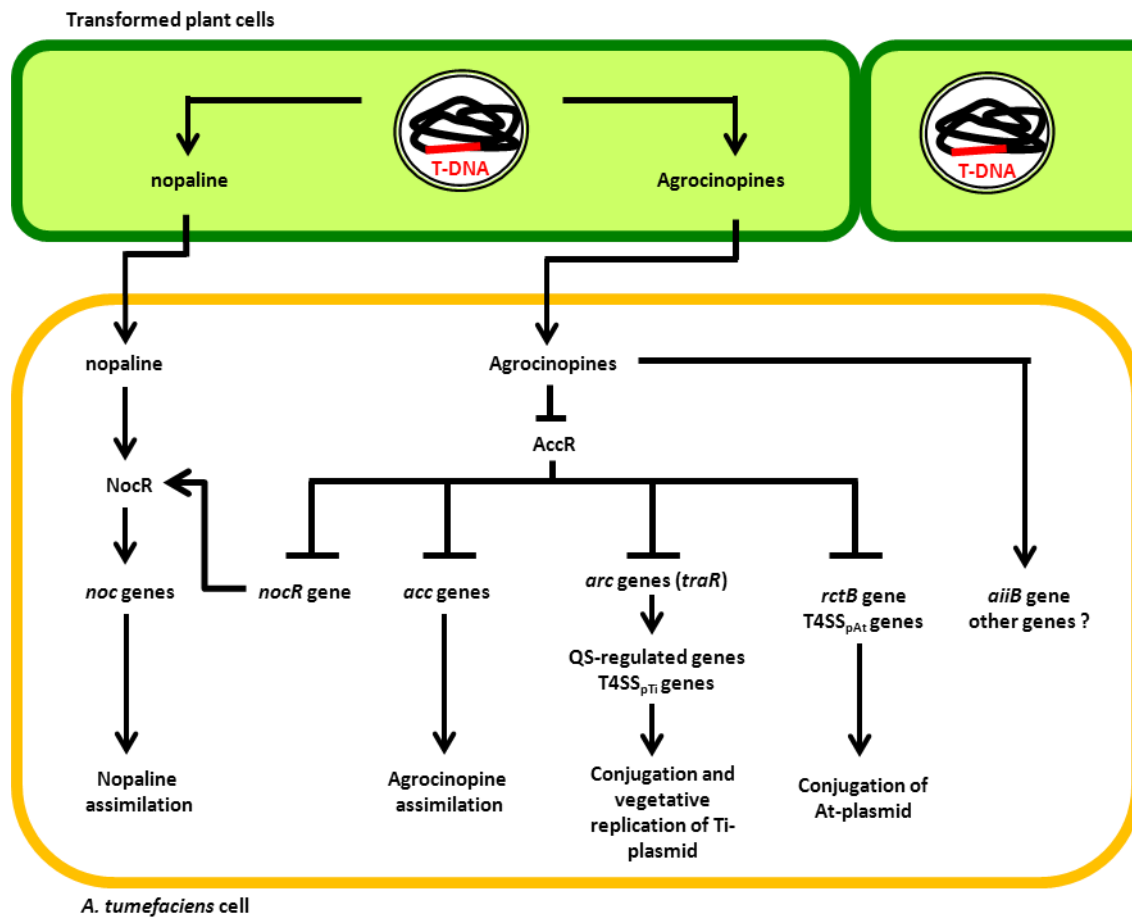 Transformed plant cells
T-DNA
T-DNA
nopaline
Agrocinopines
nopaline
Agrocinopines
AccR
NocR
noc genes
nocR gene
acc genes
arc genes (traR)
rctB gene
T4SSpAt genes
aiiB gene
other genes ?
QS-regulated genes
T4SSpTi genes
Nopaline
assimilation
Agrocinopine
assimilation
Conjugation and
vegetative
replication of Ti-
plasmid
Conjugation of
At-plasmid
A. tumefaciens cell